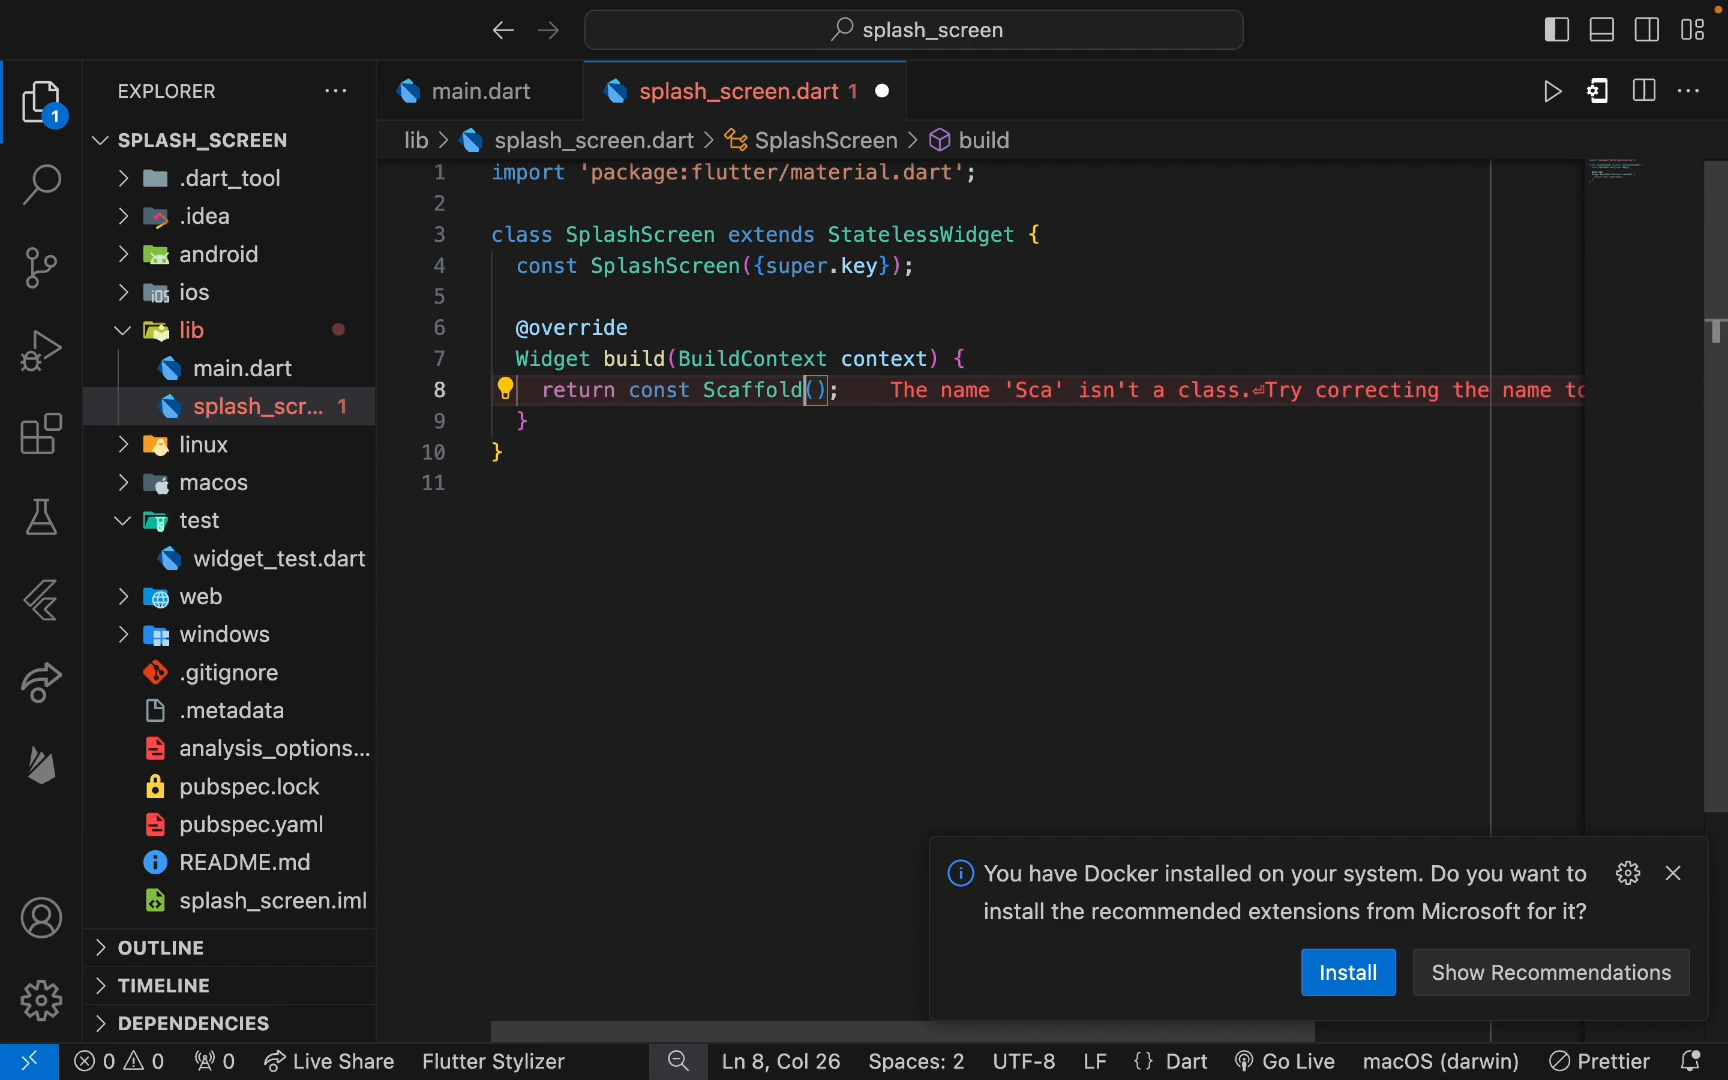 splash_screen
EXPLORER
SPLASH_SCREEN
.dart_tool
.idea
android
ios
lib
main.dart
splash_scr... 1
linux
macos
test
widget_test.dart
web
windows
.gitignore
.metadata
analysis_options...
pubspec.lock
pubspec.yaml
README.md
splash_screen.iml
OUTLINE
TIMELINE
DEPENDENCIES
1
main.dart
splash_screen.dart 1
lib > splash_screen.dart > SplashScreen > build
1 import 'package:flutter/material.dart';
2
3 class SplashScreen extends StatelessWidget {
4 const SplashScreen({super.key});
5
6 @override
7 Widget build(BuildContext context) {
8 return const Scaffold(); The name 'Sca' isn't a class.⏎Try correcting the name to
9 }
10 }
11
You have Docker installed on your system. Do you want to
install the recommended extensions from Microsoft for it?
Install Show Recommendations
0 0 0 Live Share Flutter Stylizer Ln 8, Col 26 Spaces: 2 UTF-8 LF {} Dart Go Live macOS (darwin) Prettier